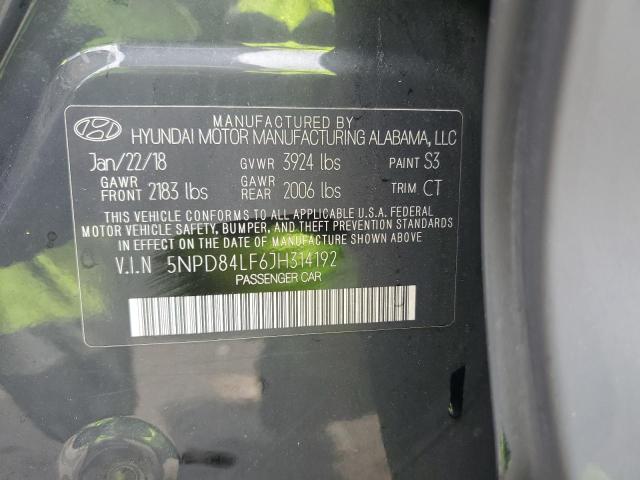 MANUFACTURED BY
HYUNDAI MOTOR MANUFACTURING ALABAMA, LLC
Jan/22/18 GVWR 3924 lbs PAINT S3
GAWR FRONT 2183 lbs GAWR REAR 2006 lbs TRIM CT
THIS VEHICLE CONFORMS TO ALL APPLICABLE U.S.A. FEDERAL
MOTOR VEHICLE SAFETY, BUMPER, AND THEFT PREVENTION STANDARDS
IN EFFECT ON THE DATE OF MANUFACTURE SHOWN ABOVE.
V.I.N 5NPD84LF6JH314192
PASSENGER CAR